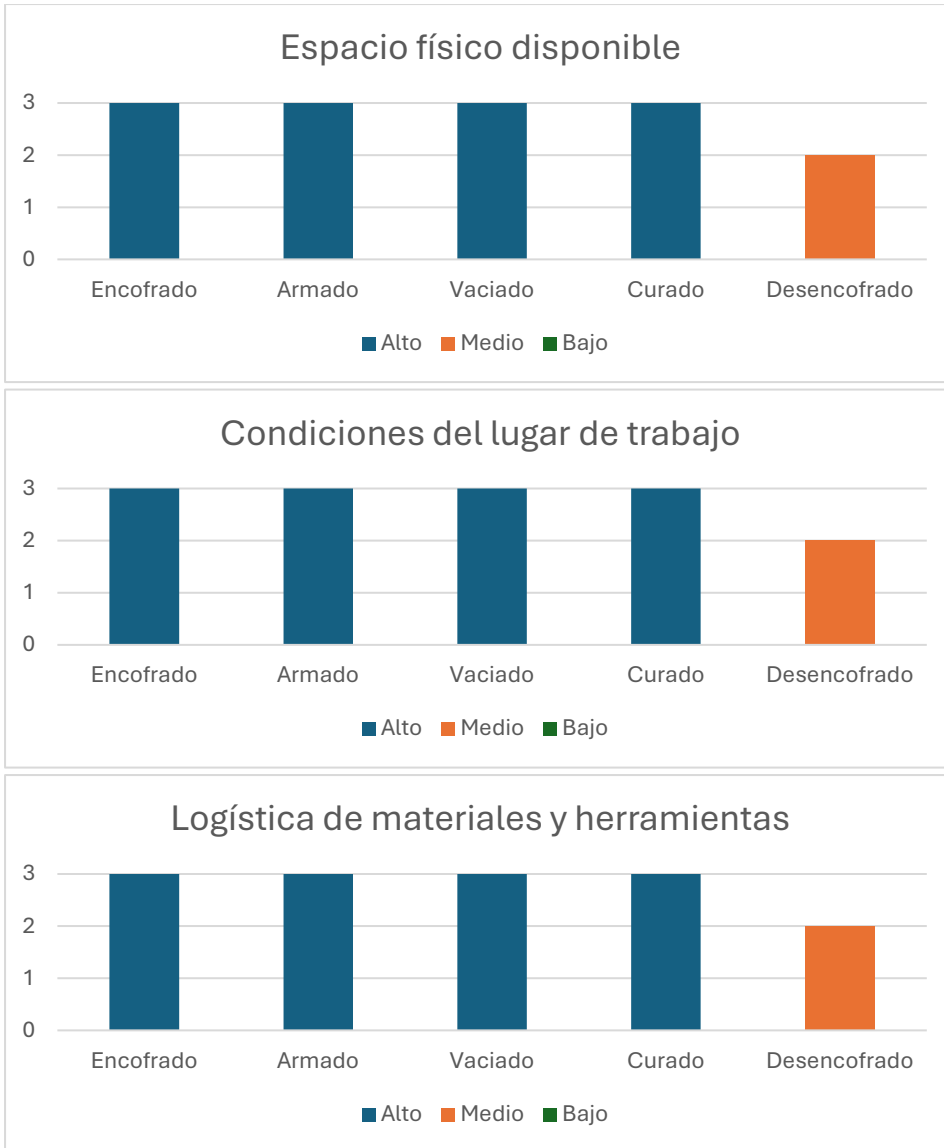 Espacio físico disponible
3
2
1
0
Encofrado Armado Vaciado Curado Desencofrado
Alto Medio Bajo
Condiciones del lugar de trabajo
3
2
1
0
Encofrado Armado Vaciado Curado Desencofrado
Alto Medio Bajo
Logística de materiales y herramientas
3
2
1
0
Encofrado Armado Vaciado Curado Desencofrado
Alto Medio Bajo